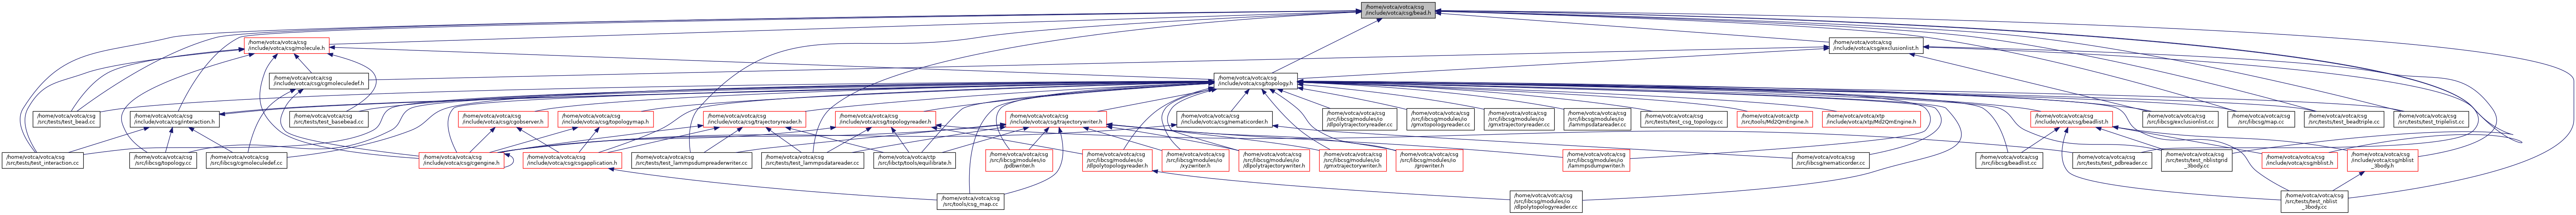 /home/votca/votca/csg
/include/votca/csg/bead.h
/home/votca/votca/csg
/include/votca/csg/molecule.h
/home/votca/votca/csg
/include/votca/csg/exclusionlist.h
/home/votca/votca/csg
/include/votca/csg/cgmoleculedef.h
/home/votca/votca/csg
/include/votca/csg/topology.h
/home/votca/votca/csg
/src/tests/test_bead.cc
/home/votca/votca/csg
/include/votca/csg/interaction.h
/home/votca/votca/csg
/src/tests/test_basebead.cc
/home/votca/votca/csg
/include/votca/csg/cgobserver.h
/home/votca/votca/csg
/include/votca/csg/topologymap.h
/home/votca/votca/csg
/include/votca/csg/trajectoryreader.h
/home/votca/votca/csg
/include/votca/csg/topologyreader.h
/home/votca/votca/csg
/include/votca/csg/trajectorywriter.h
/home/votca/votca/csg
/include/votca/csg/nematicorder.h
/home/votca/votca/csg
/src/libcsg/modules/io
/dlpolytrajectoryreader.cc
/home/votca/votca/csg
/src/libcsg/modules/io
/gmxtopologyreader.cc
/home/votca/votca/csg
/src/libcsg/modules/io
/gmxtrajectoryreader.cc
/home/votca/votca/csg
/src/libcsg/modules/io
/lammpsdatareader.cc
/home/votca/votca/csg
/src/tests/test_csg_topology.cc
/home/votca/votca/ctp
/src/tools/Md2QmEngine.h
/home/votca/votca/xtp
/include/votca/xtp/Md2QmEngine.h
/home/votca/votca/csg
/include/votca/csg/beadlist.h
/home/votca/votca/csg
/src/libcsg/exclusionlist.cc
/home/votca/votca/csg
/src/libcsg/map.cc
/home/votca/votca/csg
/src/tests/test_beadtriple.cc
/home/votca/votca/csg
/src/tests/test_triplelist.cc
/home/votca/votca/csg
/src/tests/test_interaction.cc
/home/votca/votca/csg
/src/libcsg/topology.cc
/home/votca/votca/csg
/src/libcsg/cgmoleculedef.cc
/home/votca/votca/csg
/include/votca/csg/cgengine.h
/home/votca/votca/csg
/include/votca/csg/csgapplication.h
/home/votca/votca/csg
/src/tests/test_lammpsdumpreaderwriter.cc
/home/votca/votca/csg
/src/tests/test_lammpsdatareader.cc
/home/votca/votca/ctp
/src/libctp/tools/equilibrate.h
/home/votca/votca/csg
/src/libcsg/modules/io
/pdbwriter.h
/home/votca/votca/csg
/src/libcsg/modules/io
/dlpolytopologyreader.h
/home/votca/votca/csg
/src/libcsg/modules/io
/xyzwriter.h
/home/votca/votca/csg
/src/libcsg/modules/io
/dlpolytrajectorywriter.h
/home/votca/votca/csg
/src/libcsg/modules/io
/gmxtrajectorywriter.h
/home/votca/votca/csg
/src/libcsg/modules/io
/growriter.h
/home/votca/votca/csg
/src/libcsg/modules/io
/lammpsdumpwriter.h
/home/votca/votca/csg
/src/libcsg/nematicorder.cc
/home/votca/votca/csg
/src/libcsg/beadlist.cc
/home/votca/votca/csg
/src/tests/test_pdbreader.cc
/home/votca/votca/csg
/src/tests/test_nblistgrid
_3body.cc
/home/votca/votca/csg
/include/votca/csg/nblist.h
/home/votca/votca/csg
/include/votca/csg/nblist
_3body.h
/home/votca/votca/csg
/src/tools/csg_map.cc
/home/votca/votca/csg
/src/libcsg/modules/io
/dlpolytopologyreader.cc
/home/votca/votca/csg
/src/tests/test_nblist
_3body.cc